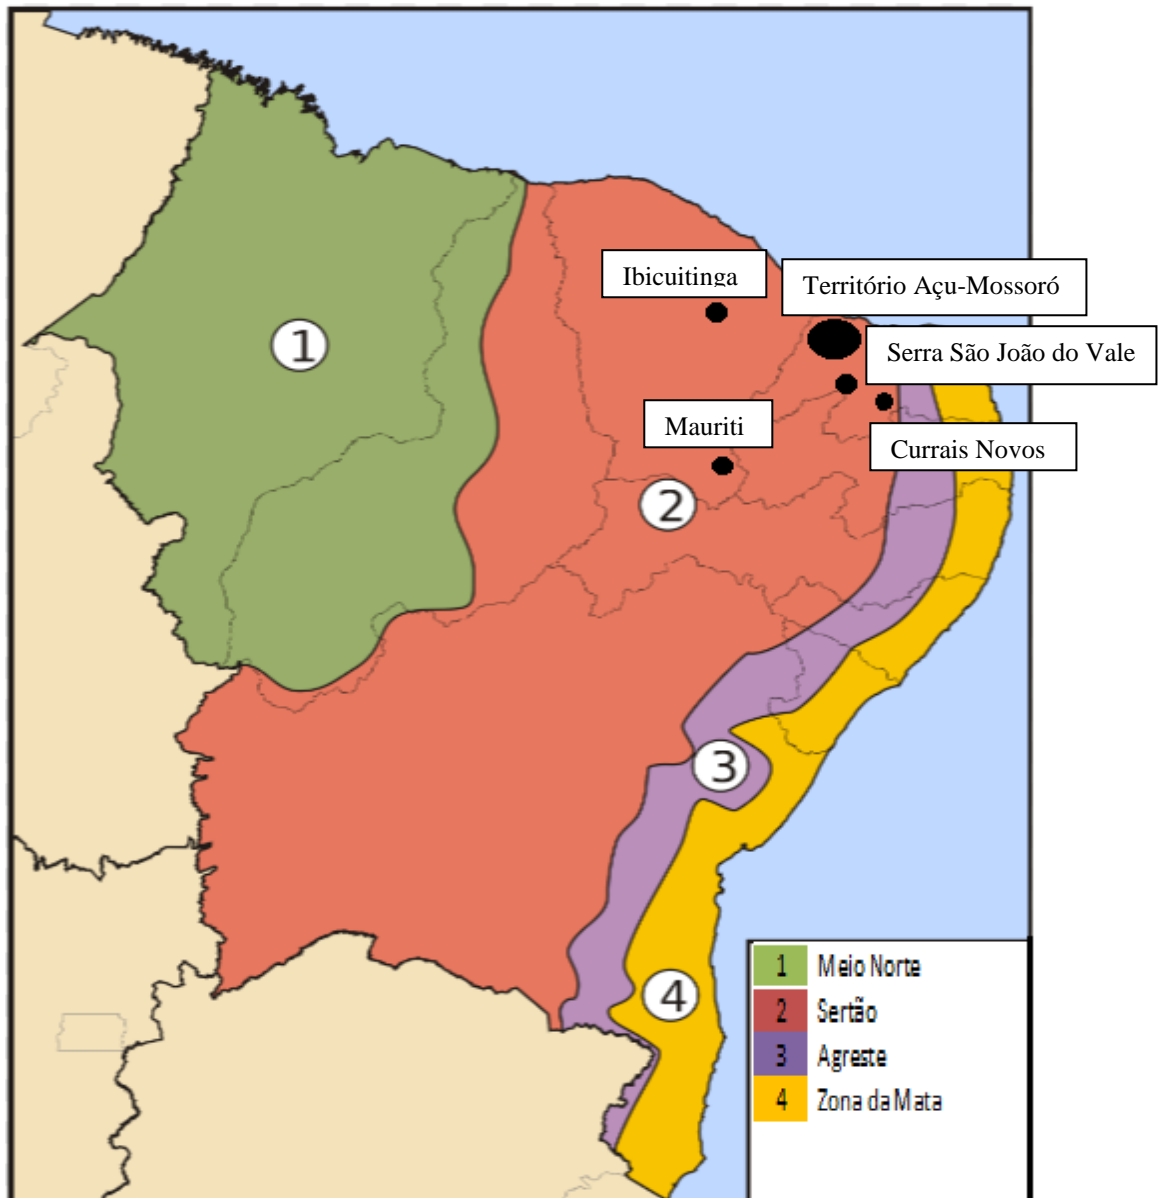 Ibicuitinga
Território Açu-Mossoró
1
Serra São João do Vale
Mauriti
Currais Novos
2
3
4
1 Meio Norte
2 Sertão
3 Agreste
4 Zona da Mata